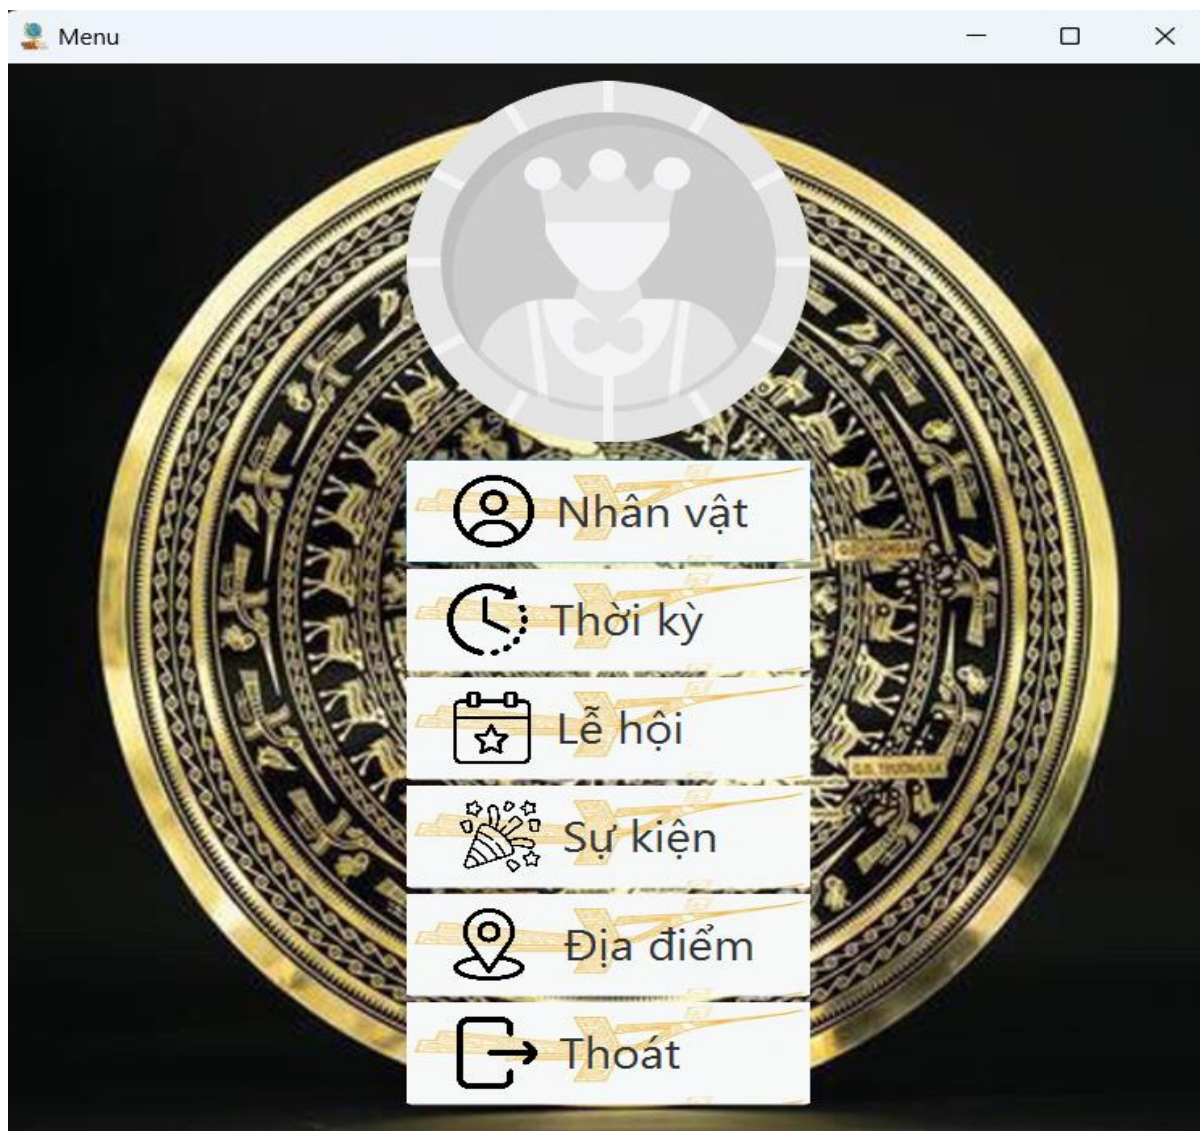 Menu
Nhân vật
Thời kỳ
Lễ hội
Sự kiện
Địa điểm
Thoát